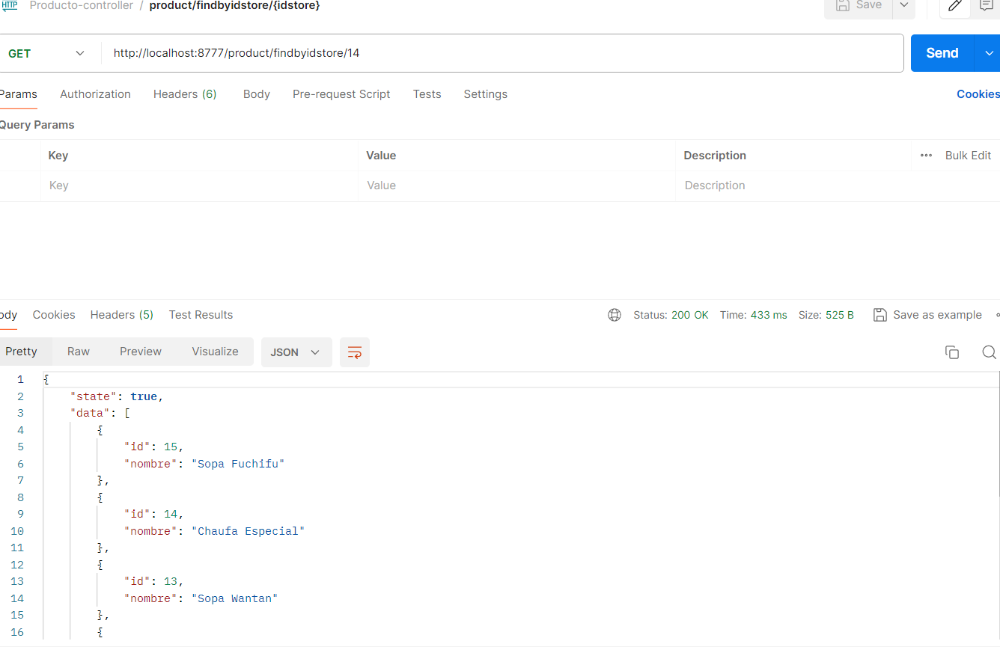 HTTP Producto-controller / product/findbyidstore/{idstore} Save
GET http://localhost:8777/product/findbyidstore/14 Send
Params Authorization Headers (6) Body Pre-request Script Tests Settings Cookies
Query Params
Key Value Description ••• Bulk Edit
Key Value Description
ody Cookies Headers (5) Test Results Status: 200 OK Time: 433 ms Size: 525 B Save as example
Pretty Raw Preview Visualize JSON
1 {
2 "state": true,
3 "data": [
4 {
5 "id": 15,
6 "nombre": "Sopa Fuchifu"
7 },
8 {
9 "id": 14,
10 "nombre": "Chaufa Especial"
11 },
12 {
13 "id": 13,
14 "nombre": "Sopa Wantan"
15 },
16 {